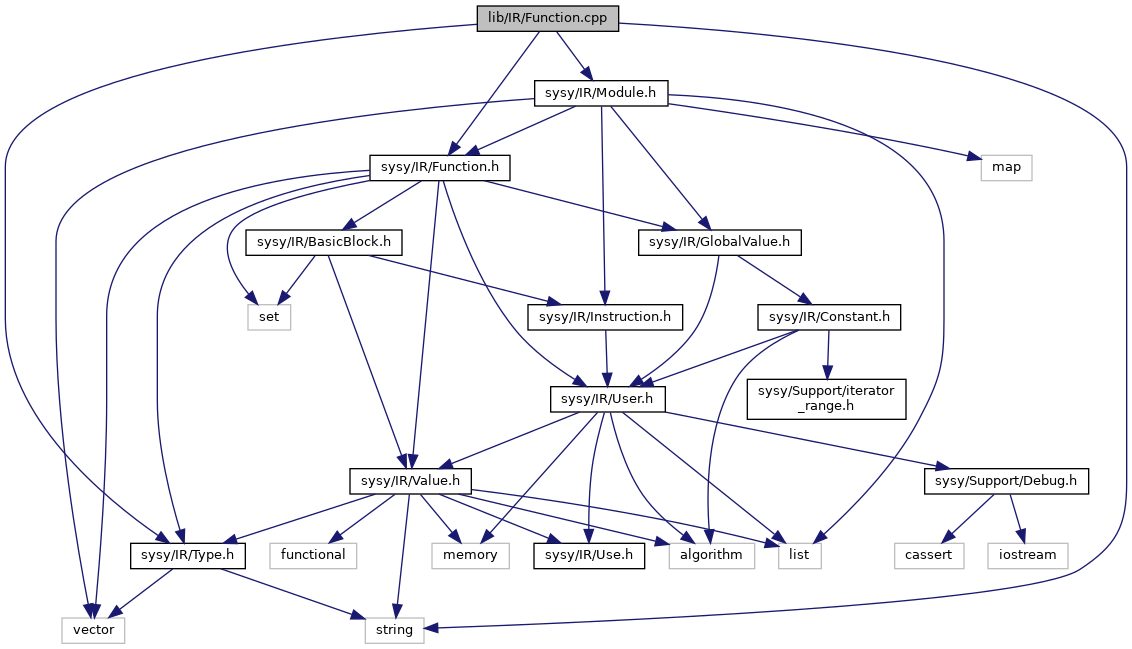 lib/IR/Function.cpp
sysy/IR/Module.h
sysy/IR/Function.h
map
sysy/IR/BasicBlock.h
sysy/IR/GlobalValue.h
set
sysy/IR/Instruction.h
sysy/IR/Constant.h
sysy/IR/User.h
sysy/Support/iterator
_range.h
sysy/IR/Value.h
sysy/Support/Debug.h
sysy/IR/Type.h
functional
memory
sysy/IR/Use.h
algorithm
list
cassert
iostream
vector
string